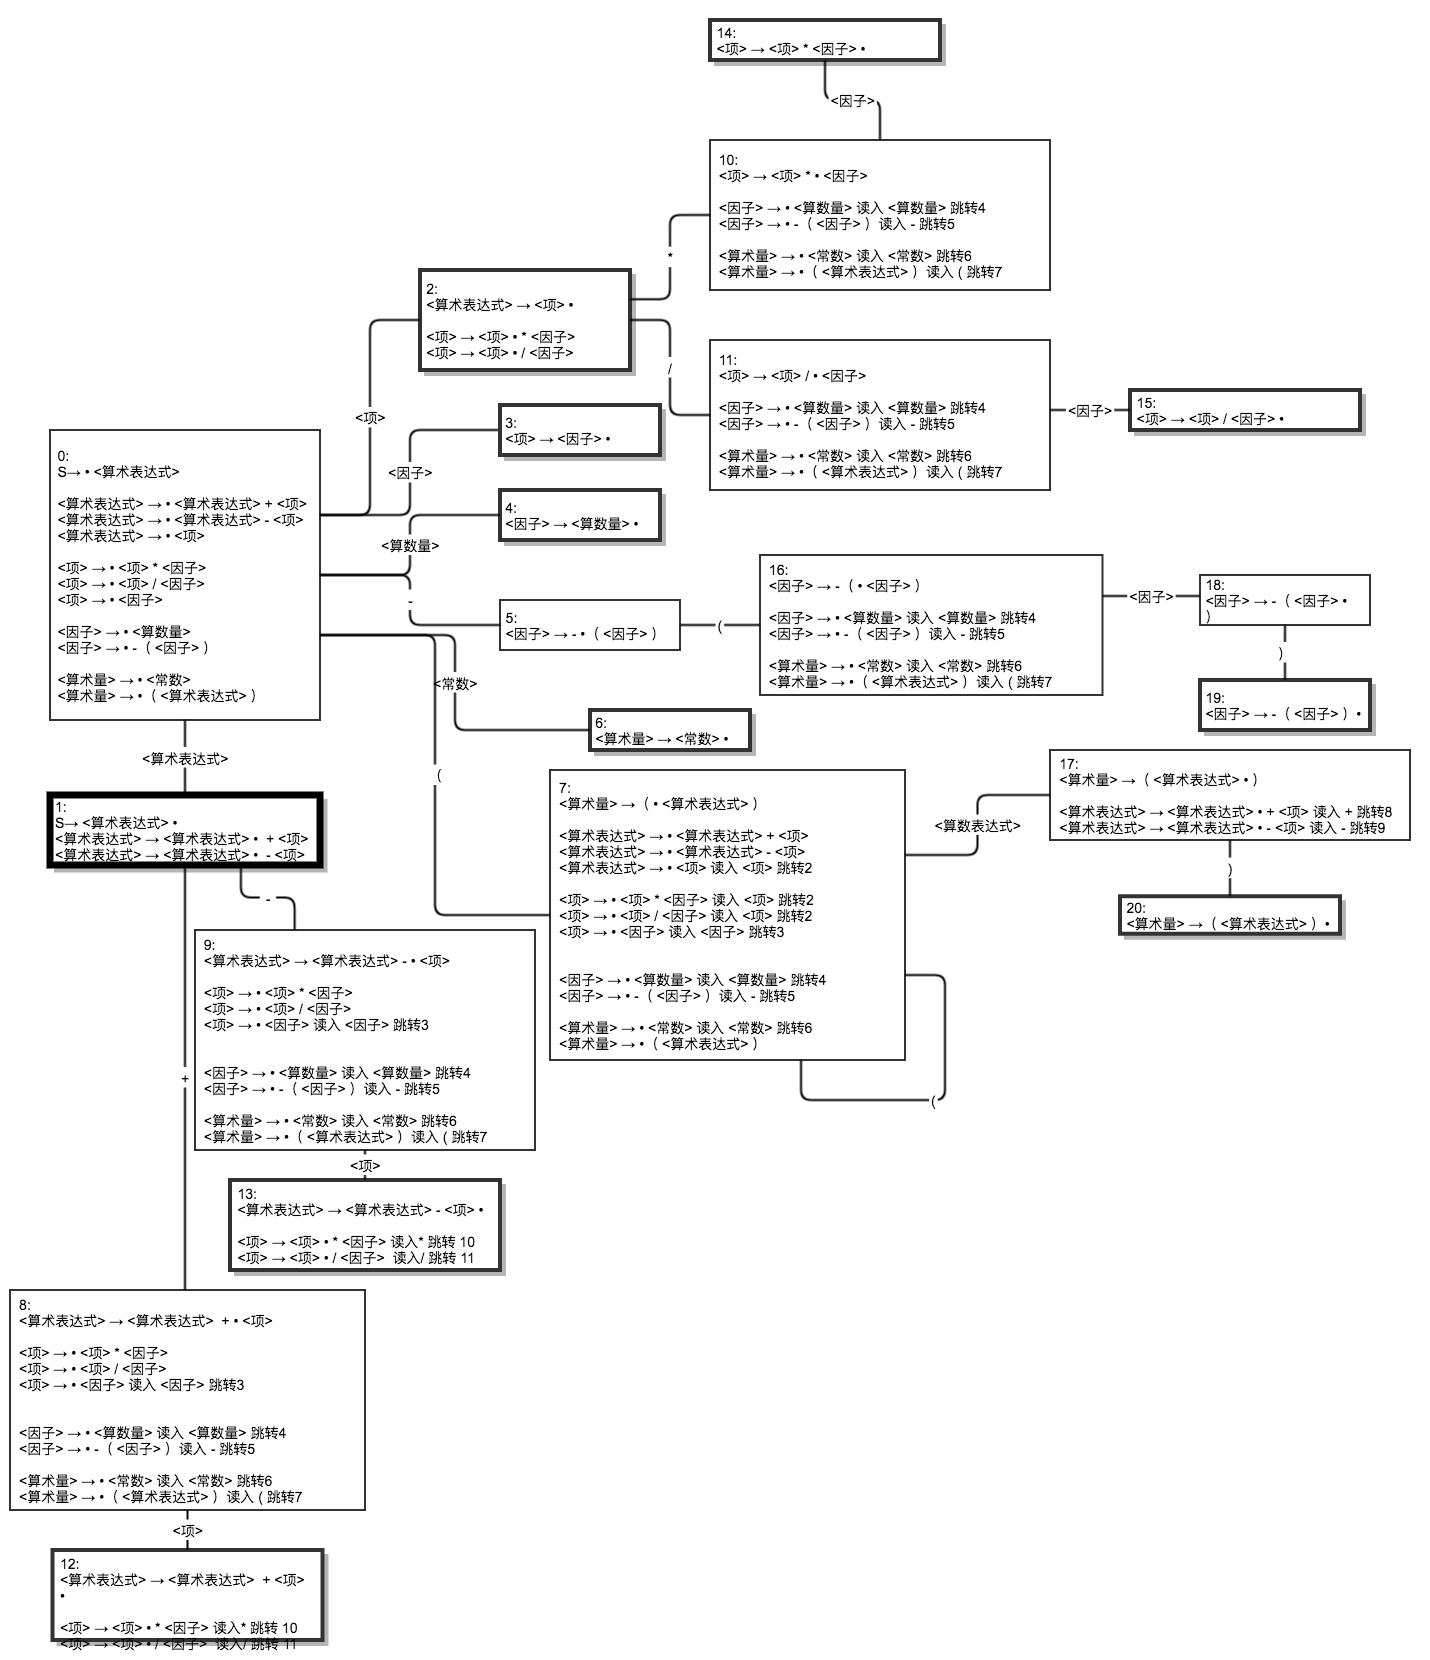 14:
<项> → <项> * <因子> •
<因子>
10:
<项> → <项> * • <因子>
<因子> → • <算数量> 读入 <算数量> 跳转4
<因子> → • -（ <因子> ）读入 - 跳转5
<算术量> → • <常数> 读入 <常数> 跳转6
<算术量> → •（ <算术表达式> ）读入 ( 跳转7
*
2:
<算术表达式> → <项> •
<项> → <项> • * <因子>
<项> → <项> • / <因子>
/
11:
<项> → <项> / • <因子>
<因子> → • <算数量> 读入 <算数量> 跳转4
<因子> → • -（ <因子> ）读入 - 跳转5
<算术量> → • <常数> 读入 <常数> 跳转6
<算术量> → •（ <算术表达式> ）读入 ( 跳转7
<因子>
15:
<项> → <项> / <因子> •
<项>
3:
<项> → <因子> •
<因子>
0:
S→ • <算术表达式>
<算术表达式> → • <算术表达式> + <项>
<算术表达式> → • <算术表达式> - <项>
<算术表达式> → • <项>
<项> → • <项> * <因子>
<项> → • <项> / <因子>
<项> → • <因子>
<因子> → • <算数量>
<因子> → • -（ <因子> ）
<算术量> → • <常数>
<算术量> → •（ <算术表达式> ）
4:
<因子> → <算数量> •
<算数量>
-
5:
<因子> → - •（ <因子> ）
(
16:
<因子> → -（ • <因子> ）
<因子> → • <算数量> 读入 <算数量> 跳转4
<因子> → • -（ <因子> ）读入 - 跳转5
<算术量> → • <常数> 读入 <常数> 跳转6
<算术量> → •（ <算术表达式> ）读入 ( 跳转7
<因子>
18:
<因子> → -（ <因子> •
)
)
19:
<因子> → -（ <因子> ）•
<常数>
6:
<算术量> → <常数> •
(
<算术表达式>
1:
S→ <算术表达式> •
<算术表达式> → <算术表达式> • + <项>
<算术表达式> → <算术表达式> • - <项>
7:
<算术量> → （ • <算术表达式> ）
<算术表达式> → • <算术表达式> + <项>
<算术表达式> → • <算术表达式> - <项>
<算术表达式> → • <项> 读入 <项> 跳转2
<项> → • <项> * <因子> 读入 <项> 跳转2
<项> → • <项> / <因子> 读入 <项> 跳转2
<项> → • <因子> 读入 <因子> 跳转3
<因子> → • <算数量> 读入 <算数量> 跳转4
<因子> → • -（ <因子> ）读入 - 跳转5
<算术量> → • <常数> 读入 <常数> 跳转6
<算术量> → •（ <算术表达式> ）
(
<算数表达式>
17:
<算术量> → （ <算术表达式> • ）
<算术表达式> → <算术表达式> • + <项> 读入 + 跳转8
<算术表达式> → <算术表达式> • - <项> 读入 - 跳转9
)
20:
<算术量> → （ <算术表达式> ）•
-
9:
<算术表达式> → <算术表达式> - • <项>
<项> → • <项> * <因子>
<项> → • <项> / <因子>
<项> → • <因子> 读入 <因子> 跳转3
<因子> → • <算数量> 读入 <算数量> 跳转4
<因子> → • -（ <因子> ）读入 - 跳转5
<算术量> → • <常数> 读入 <常数> 跳转6
<算术量> → •（ <算术表达式> ）读入 ( 跳转7
+
<项>
13:
<算术表达式> → <算术表达式> - <项> •
<项> → <项> • * <因子> 读入* 跳转 10
<项> → <项> • / <因子> 读入/ 跳转 11
8:
<算术表达式> → <算术表达式> + • <项>
<项> → • <项> * <因子>
<项> → • <项> / <因子>
<项> → • <因子> 读入 <因子> 跳转3
<因子> → • <算数量> 读入 <算数量> 跳转4
<因子> → • -（ <因子> ）读入 - 跳转5
<算术量> → • <常数> 读入 <常数> 跳转6
<算术量> → •（ <算术表达式> ）读入 ( 跳转7
<项>
12:
<算术表达式> → <算术表达式> + <项>
•
<项> → <项> • * <因子> 读入* 跳转 10
<项> → <项> • / <因子> 读入/ 跳转 11